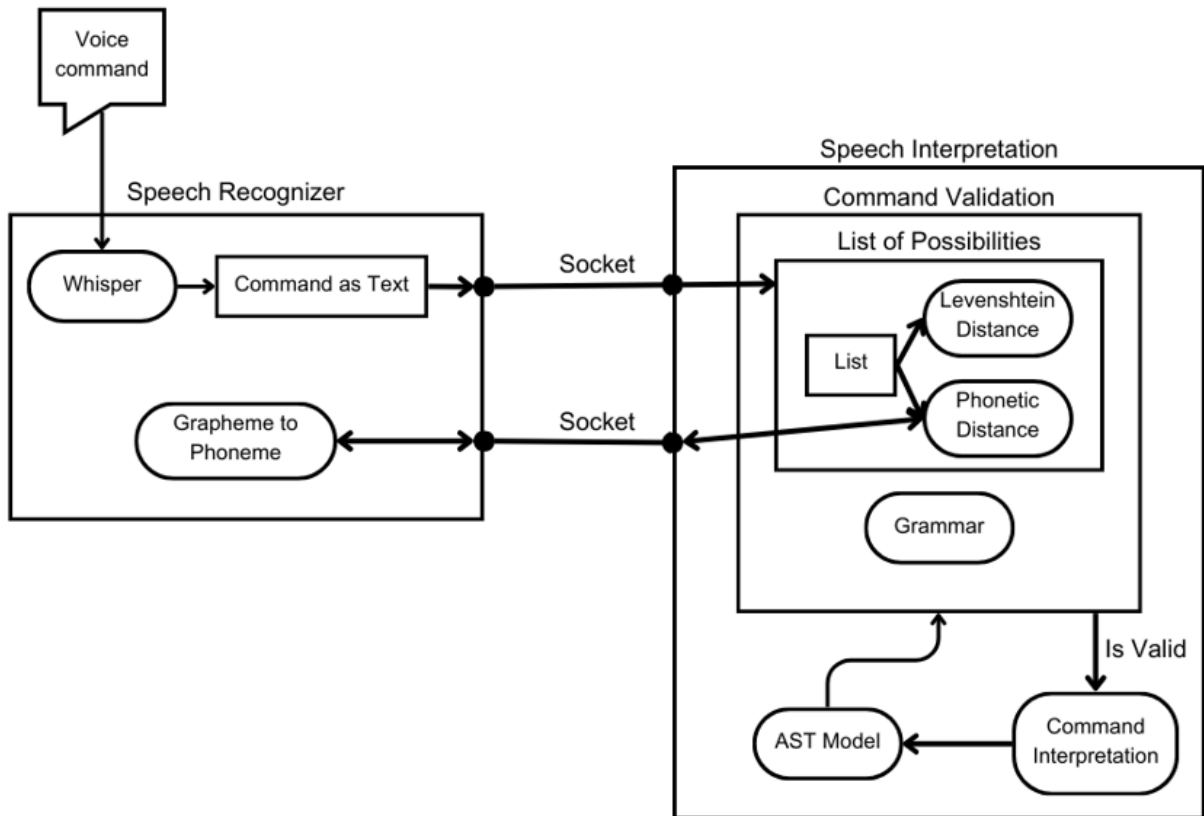 Voice
command
Speech Recognizer
Whisper
Command as Text
Grapheme to
Phoneme
Socket
Socket
Speech Interpretation
Command Validation
List of Possibilities
List
Levenshtein
Distance
Phonetic
Distance
Grammar
Is Valid
AST Model
Command
Interpretation